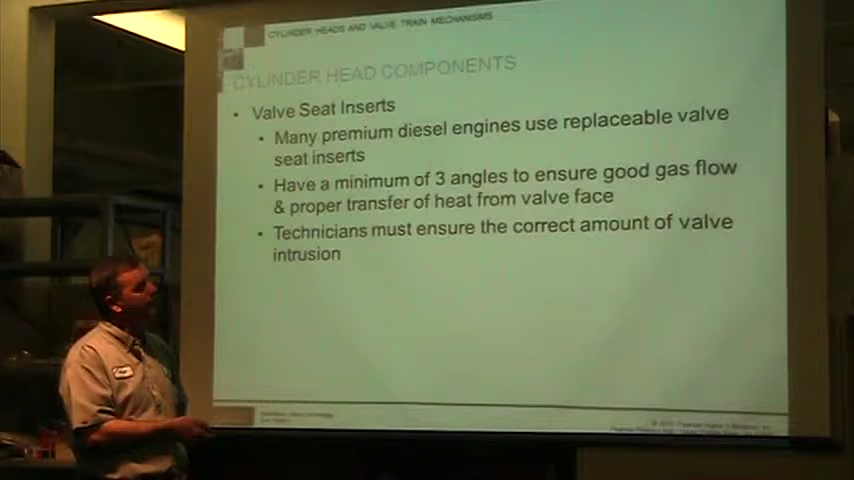 CYLINDER HEADS AND VALVE TRAIN MECHANISMS
CYLINDER HEAD COMPONENTS
• Valve Seat Inserts
• Many premium diesel engines use replaceable valve
seat inserts
• Have a minimum of 3 angles to ensure good gas flow
& proper transfer of heat from valve face
• Technicians must ensure the correct amount of valve
intrusion